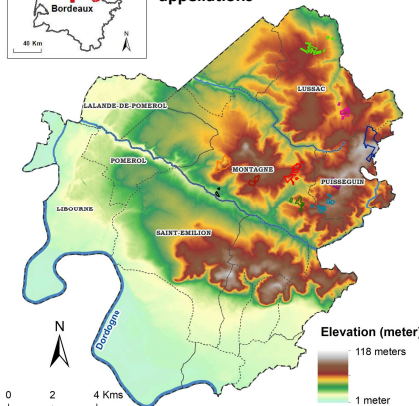 appellations
Bordeaux
40 Km
N
LUSSAC
LALANDE-DE-POMEROL
POMEROL
MONTAGNE
PUISSEGUIN
LIBOURNE
SAINT-EMILION
Dordogne
N
Elevation (meter)
118 meters
1 meter
0 2 4 Kms